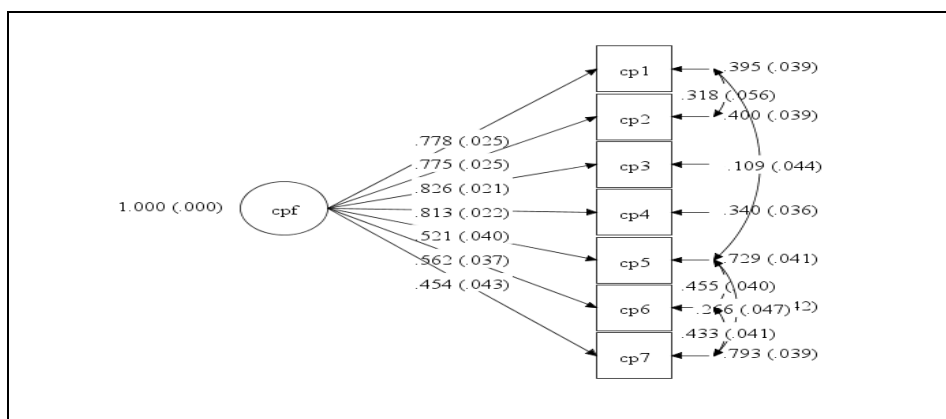 cp1
.395 (.039)
.318 (.056)
cp2
.400 (.039)
.778 (.025)
.775 (.025)
cp3
.109 (.044)
.826 (.021)
1.000 (.000)
cpf
.813 (.022)
cp4
.340 (.036)
.521 (.040)
.562 (.037)
cp5
.729 (.041)
.454 (.043)
.455 (.040)
cp6
.266 (.047)
.433 (.041)
cp7
.793 (.039)